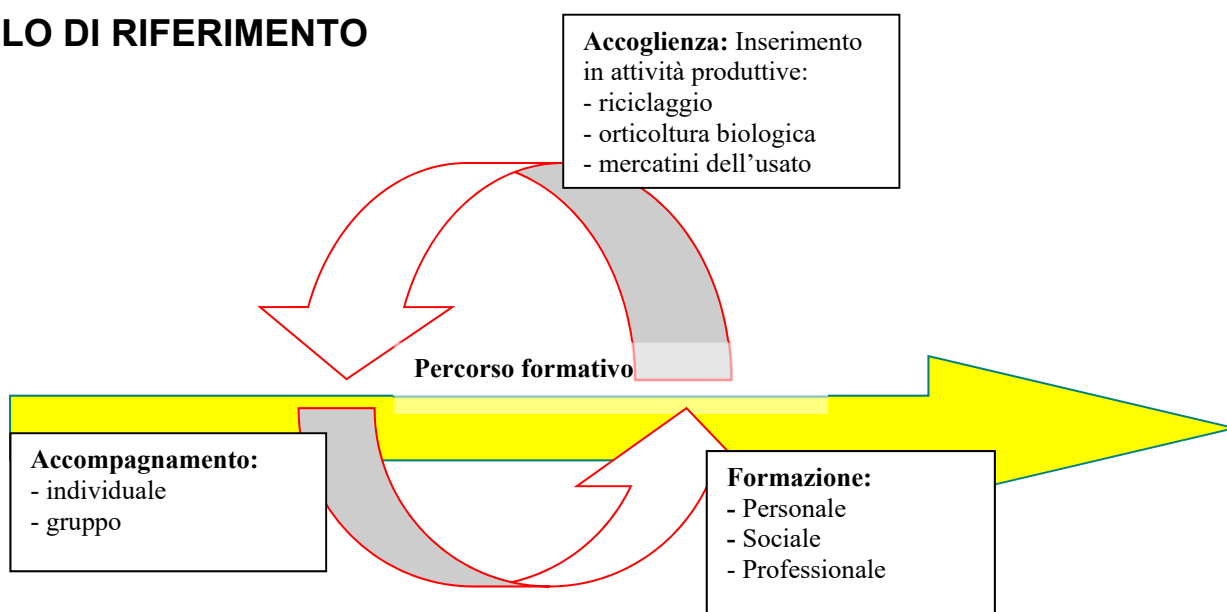 LO DI RIFERIMENTO
Accoglienza: Inserimento
in attività produttive:
- riciclaggio
- orticoltura biologica
- mercatini dell’usato
Percorso formativo
Accompagnamento:
- individuale
- gruppo
Formazione:
- Personale
- Sociale
- Professionale